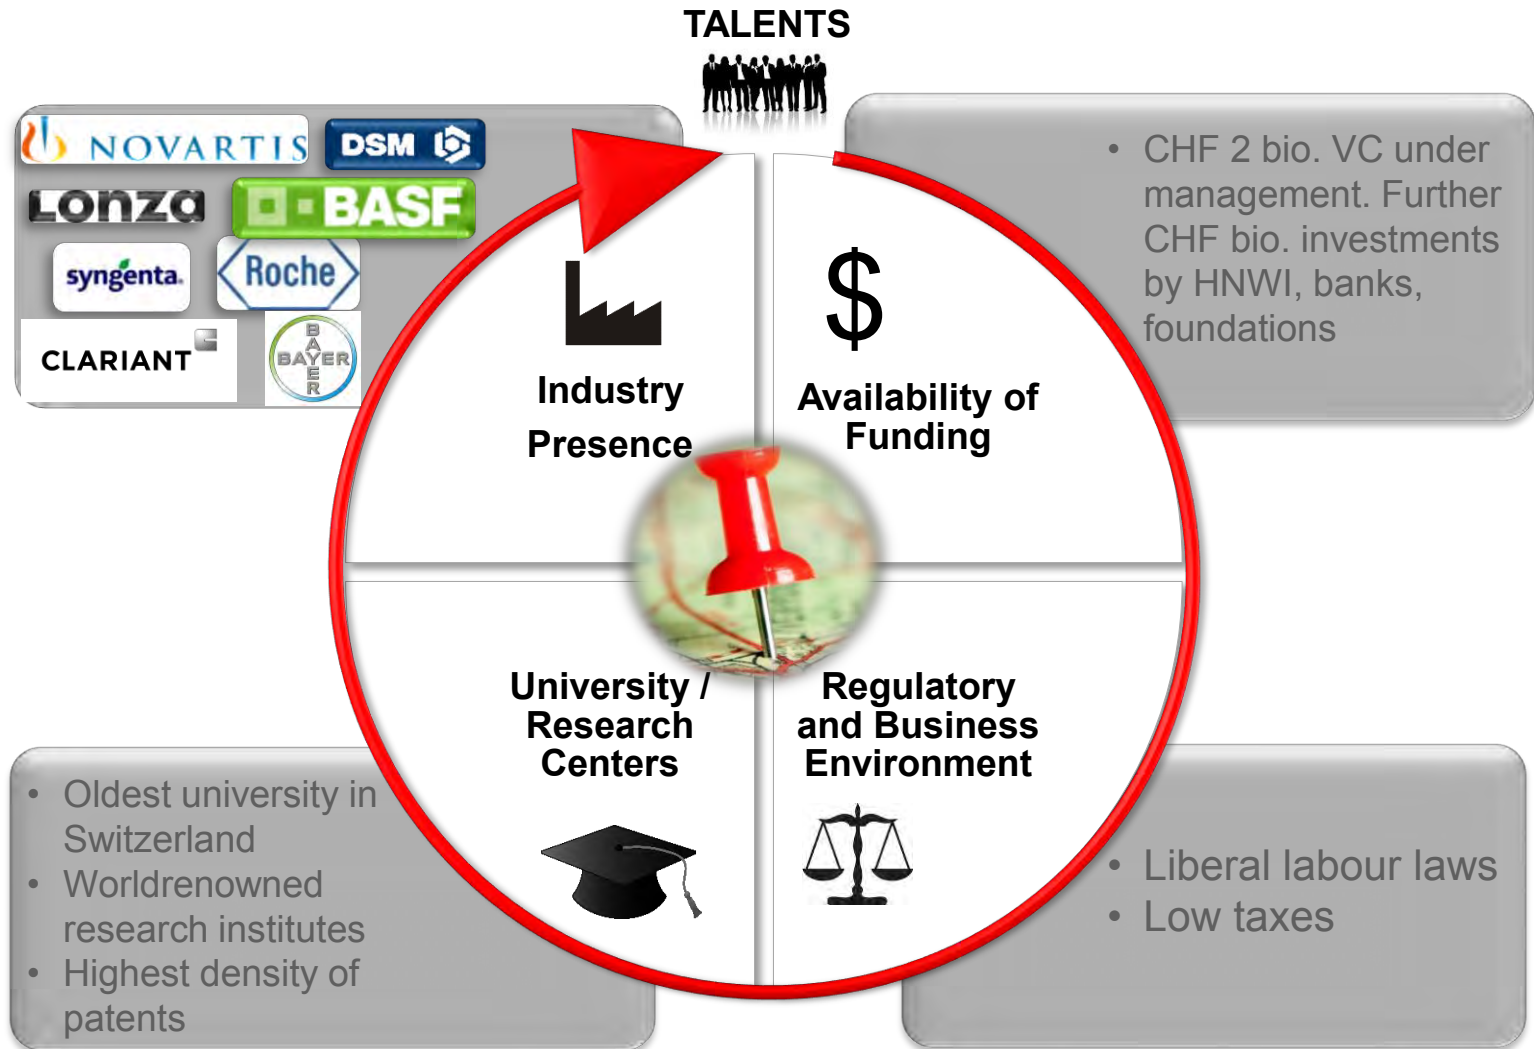 TALENTS
NOVARTIS
DSM
Lonza
BASF
syngenta.
Roche
CLARIANT
BAYER
BAYER
• CHF 2 bio. VC under
management. Further
CHF bio. investments
by HNWI, banks,
foundations
$
Industry
Presence
Availability of
Funding
University /
Research
Centers
Regulatory
and Business
Environment
• Oldest university in
Switzerland
• Worldrenowned
research institutes
• Highest density of
patents
• Liberal labour laws
• Low taxes